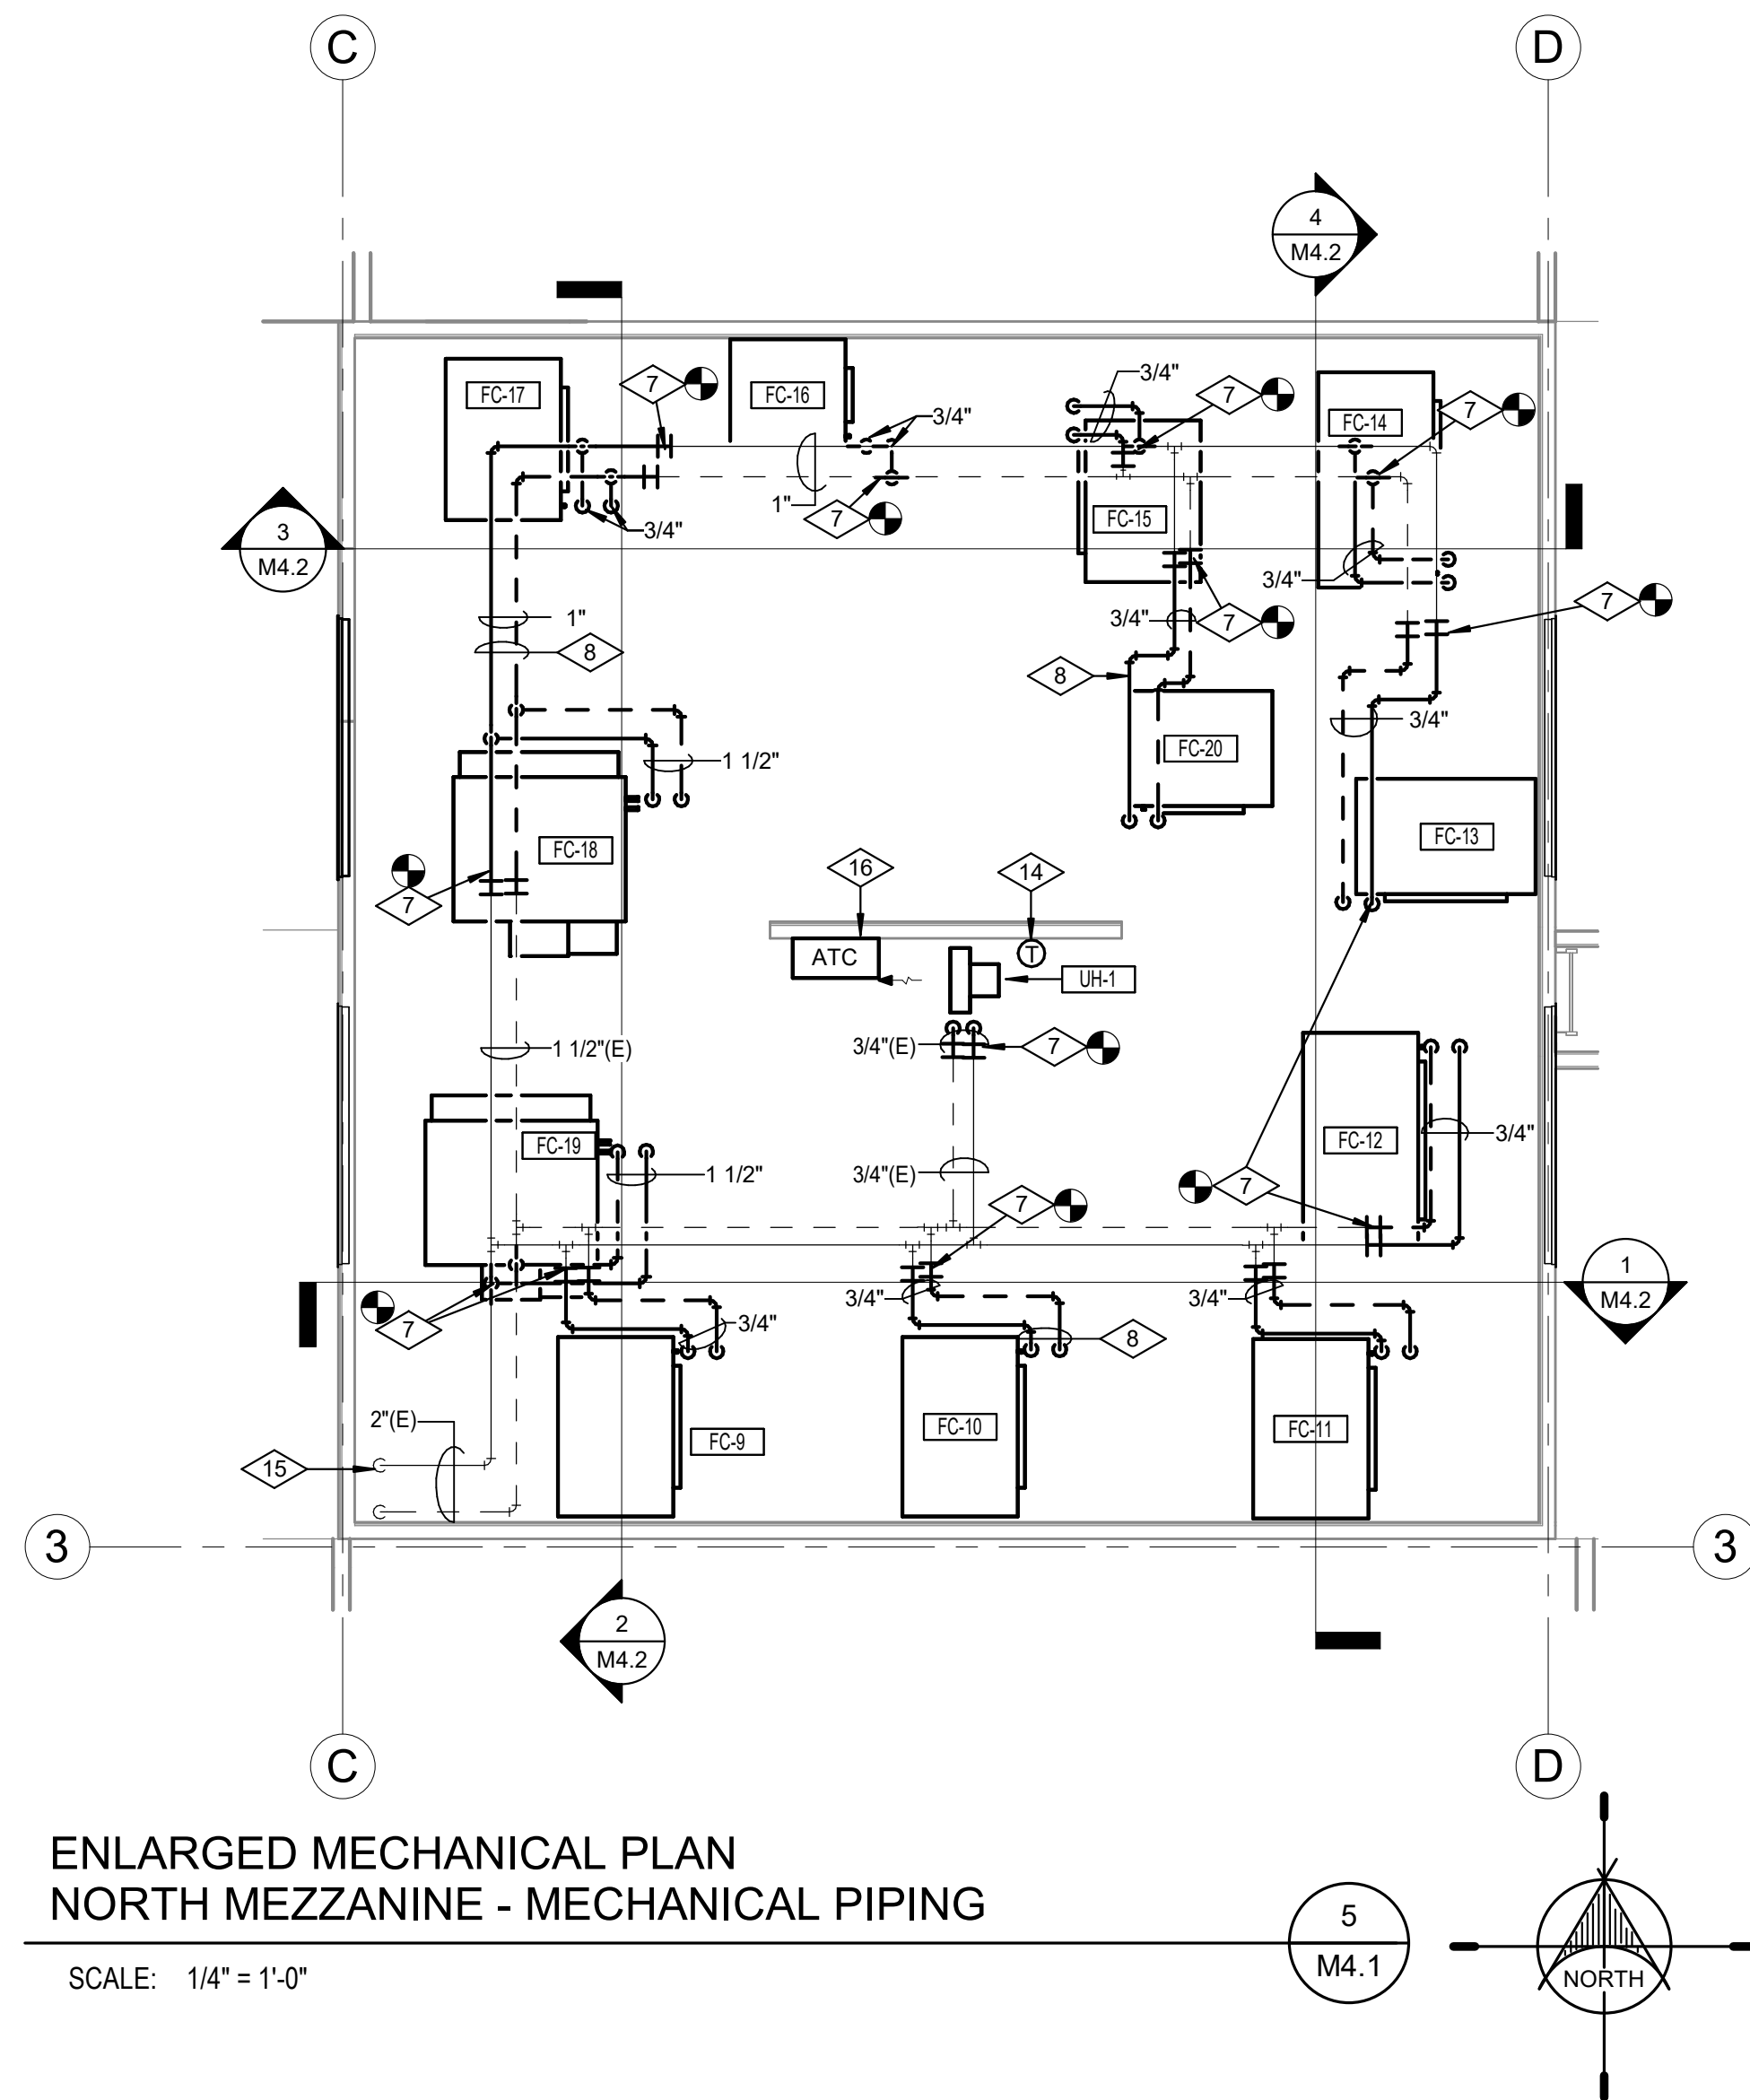 C
D
4
M4.2
FC-17
7
FC-16
3/4"
3/4"
7
FC-14
7
1"
7
3/4"
FC-15
3
M4.2
3/4"
7
1"
3/4"
7
8
8
3/4"
1 1/2"
FC-20
FC-18
FC-13
7
16
14
ATC
T
UH-1
1 1/2"(E)
3/4"(E)
7
FC-19
FC-12
3/4"
1 1/2"
3/4"(E)
7
7
1
M4.2
3/4"
3/4"
7
3/4"
8
2"(E)
FC-9
FC-10
FC-11
15
3
3
2
M4.2
C
D
ENLARGED MECHANICAL PLAN
NORTH MEZZANINE - MECHANICAL PIPING
5
M4.1
SCALE: 1/4" = 1'-0"
NORTH